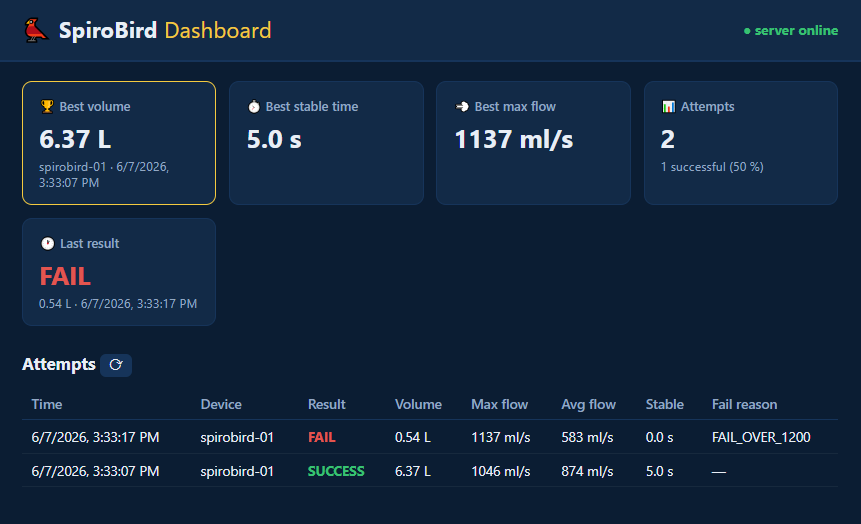 SpiroBird Dashboard
● server online
Best volume
6.37 L
spirobird-01 · 6/7/2026,
3:33:07 PM
Best stable time
5.0 s
Best max flow
1137 ml/s
Attempts
2
1 successful (50 %)
Last result
FAIL
0.54 L · 6/7/2026, 3:33:17 PM
Attempts
Time Device Result Volume Max flow Avg flow Stable Fail reason
6/7/2026, 3:33:17 PM spirobird-01 FAIL 0.54 L 1137 ml/s 583 ml/s 0.0 s FAIL_OVER_1200
6/7/2026, 3:33:07 PM spirobird-01 SUCCESS 6.37 L 1046 ml/s 874 ml/s 5.0 s —